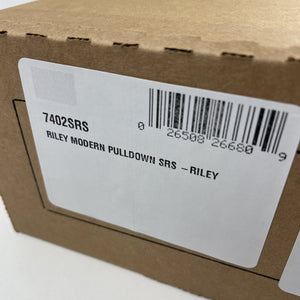 7402SRS
0 26508 26680 9
RILEY MODERN PULLDOWN SRS -RILEY